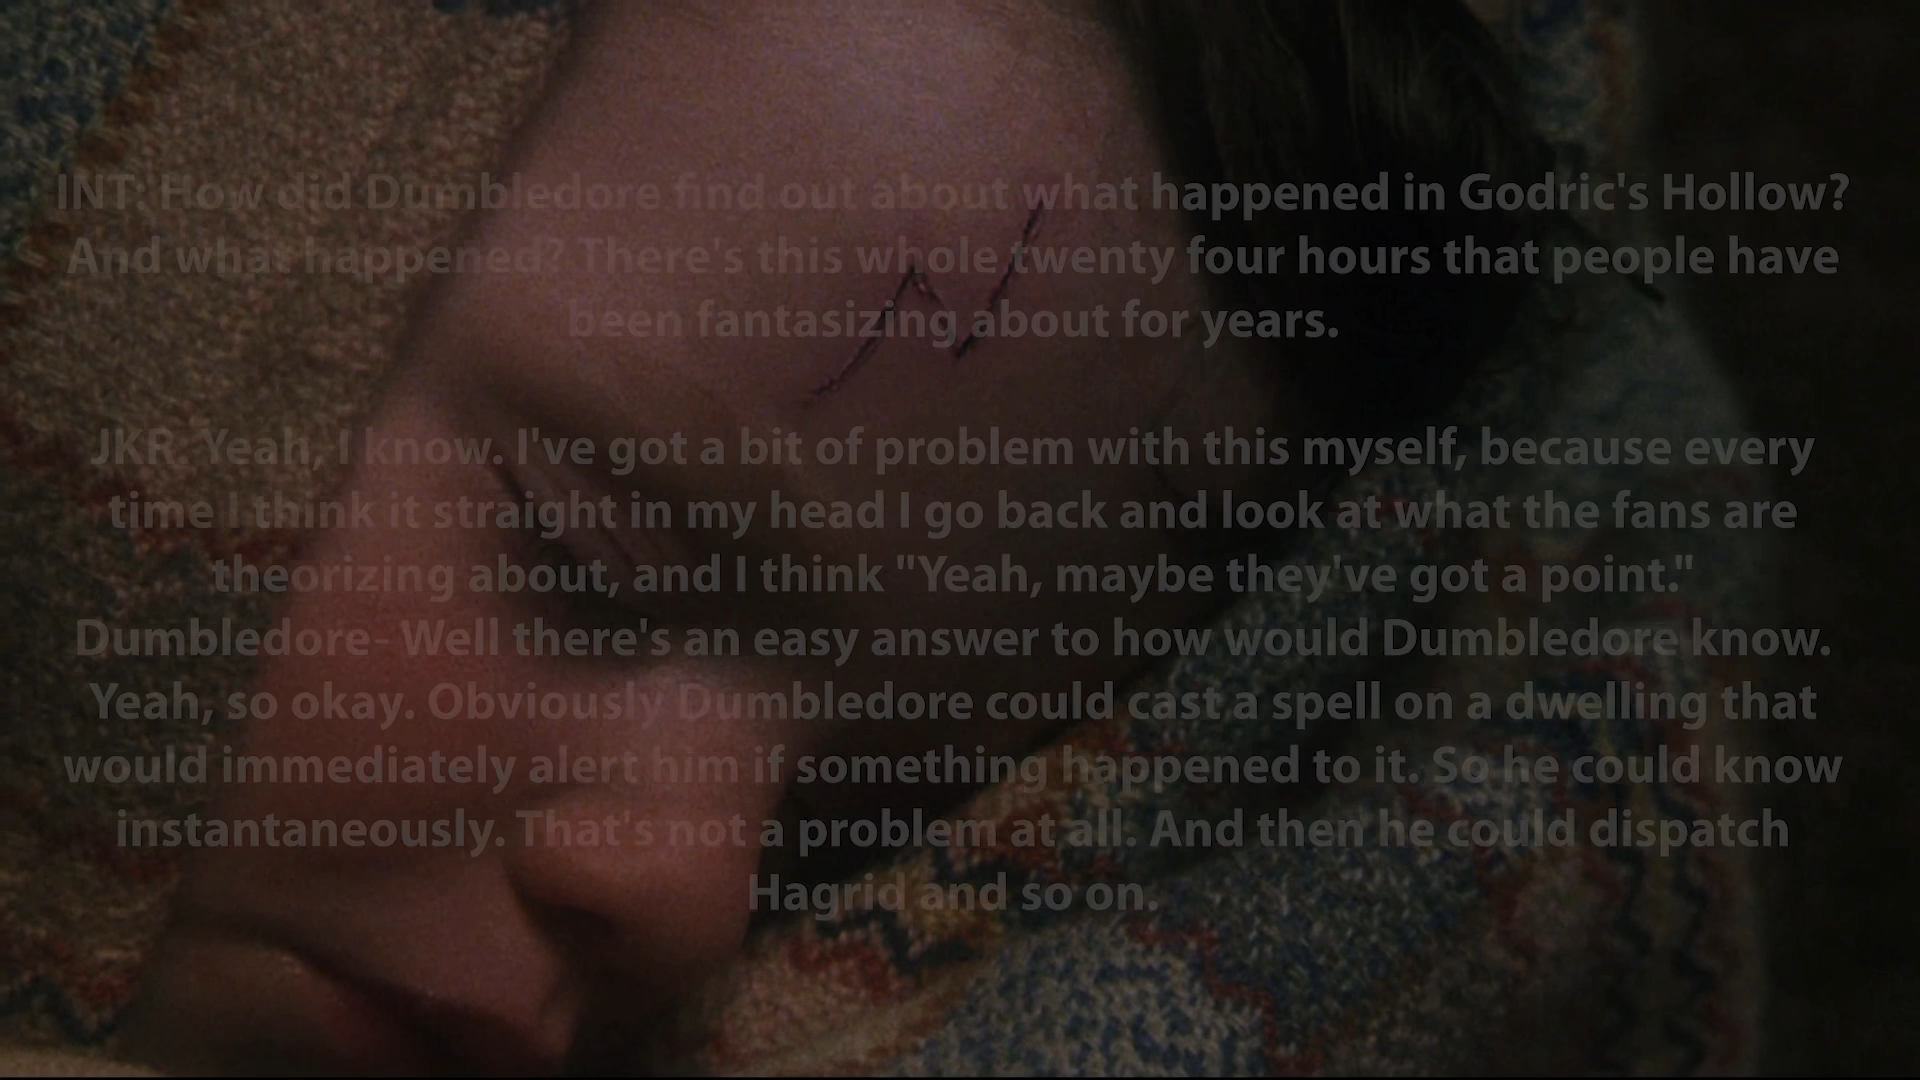 INT: How did Dumbledore find out about what happened in Godric's Hollow?
And what happened? There's this whole twenty four hours that people have
been fantasizing about for years.
JKR: Yeah, I know. I've got a bit of problem with this myself, because every
time I think it straight in my head I go back and look at what the fans are
theorizing about, and I think "Yeah, maybe they've got a point."
Dumbledore- Well there's an easy answer to how would Dumbledore know.
Yeah, so okay. Obviously Dumbledore could cast a spell on a dwelling that
would immediately alert him if something happened to it. So he could know
instantaneously. That's not a problem at all. And then he could dispatch
Hagrid and so on.